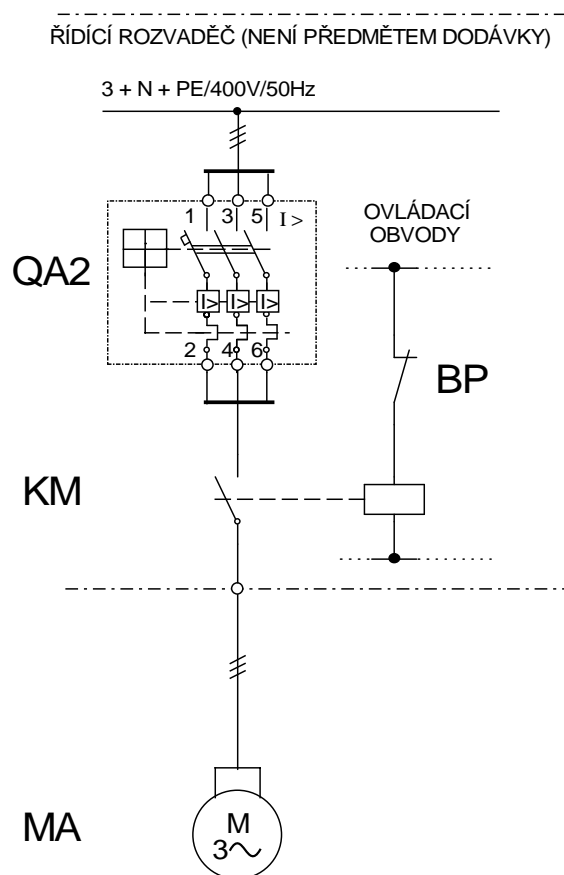 ŘÍDÍCÍ ROZVADĚČ (NENÍ PŘEDMĚTEM DODÁVKY)
3 + N + PE/400V/50Hz
1 3 5 I >
OVLÁDACÍ
OBVODY
QA2
I> I> I>
2 4 6
BP
KM
MA
M
3